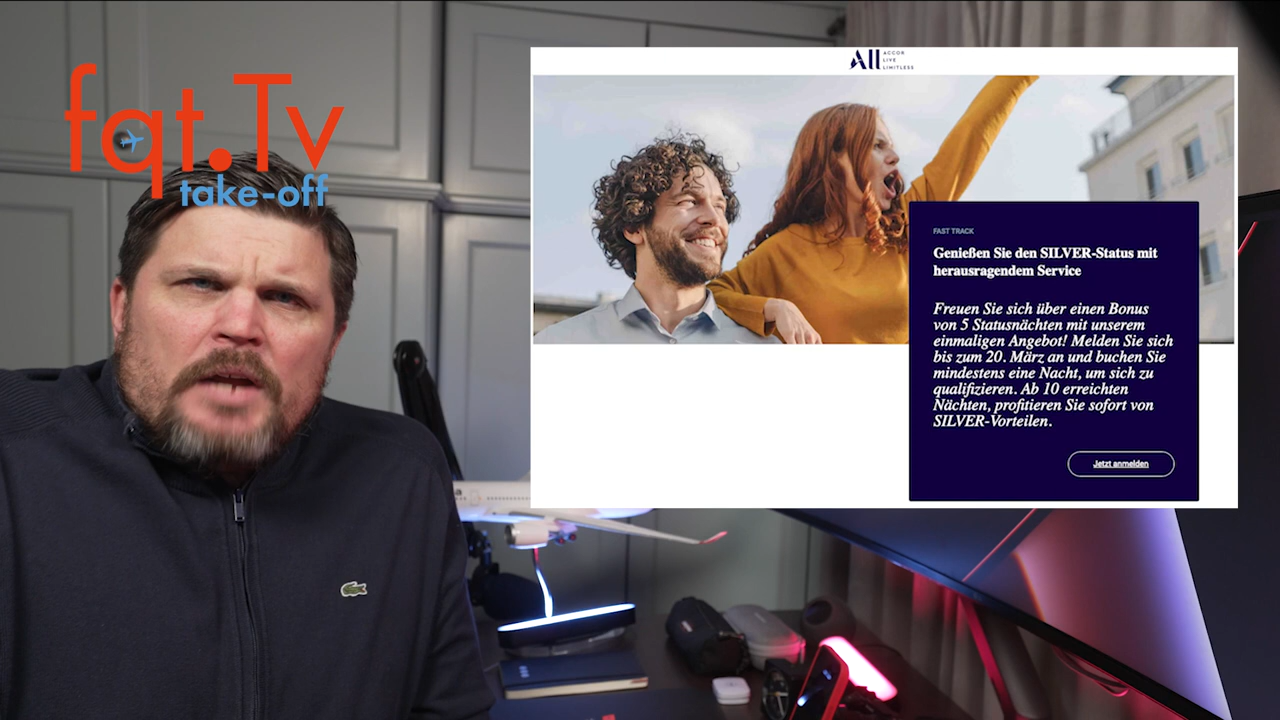 fqt.Tv
take-off
All ACCOR
LIVE
LIMITLESS
FAST TRACK
Genießen Sie den SILVER-Status mit
herausragendem Service
Freuen Sie sich über einen Bonus
von 5 Statusnächten mit unserem
einmaligen Angebot! Melden Sie sich
bis zum 20. März an und buchen Sie
mindestens eine Nacht, um sich zu
qualifizieren. Ab 10 erreichten
Nächten, profitieren Sie sofort von
SILVER-Vorteilen.
Jetzt anmelden